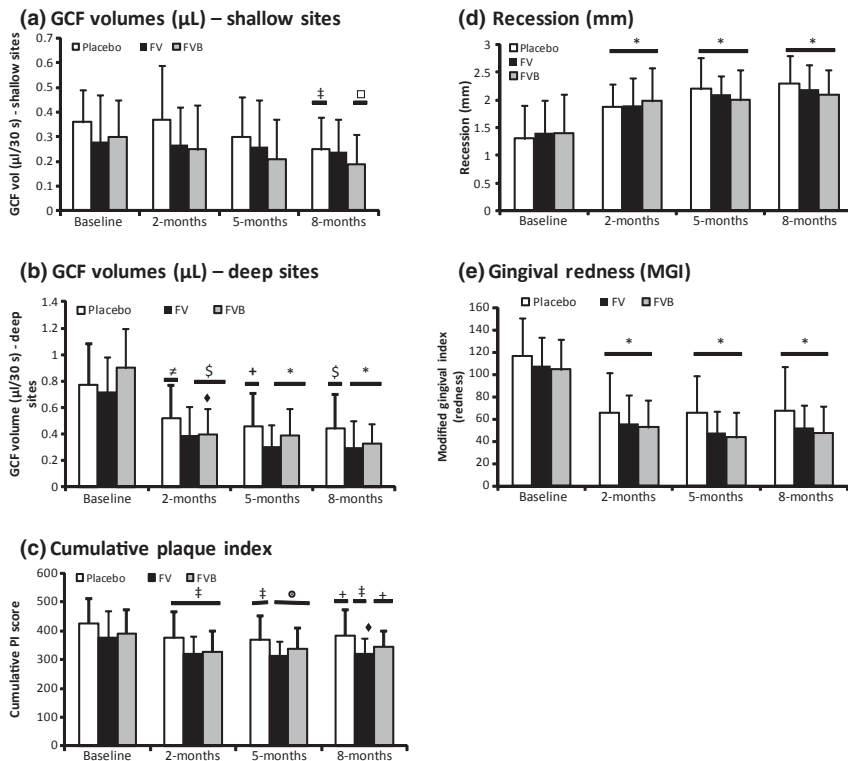 (a) GCF volumes (µL) – shallow sites
GCF vol (µl/30 s) - shallow sites
0.7
0.6
0.5
0.4
0.3
0.2
0.1
0
Placebo FV FVB
‡ □
Baseline 2-months 5-months 8-months
(b) GCF volumes (µL) – deep sites
GCF volume (µl/30 s) - deep
sites
1.4
1.2
1
0.8
0.6
0.4
0.2
0
Placebo FV FVB
≠ $ + * $ *
♦
Baseline 2-months 5-months 8-months
(c) Cumulative plaque index
Cumulative PI score
600
500
400
300
200
100
0
Placebo FV FVB
‡ ‡ ⊙ + ‡ +
♦
Baseline 2-months 5-months 8-months
(d) Recession (mm)
Recession (mm)
3
2.5
2
1.5
1
0.5
0
Placebo
FV
FVB
* * *
Baseline 2-months 5-months 8-months
(e) Gingival redness (MGI)
Modified gingival index
(redness)
160
140
120
100
80
60
40
20
0
Placebo FV FVB
* * *
Baseline 2-months 5-months 8-months